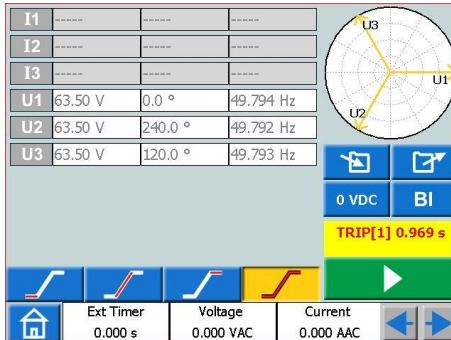 I1 ----- ----- -----
I2 ----- ----- -----
I3 ----- ----- -----
U1 63.50 V 0.0 ° 49.794 Hz
U2 63.50 V 240.0 ° 49.792 Hz
U3 63.50 V 120.0 ° 49.793 Hz
U3
U1
U2
0 VDC BI
TRIP[1] 0.969 s
Ext Timer Voltage Current
0.000 s 0.000 VAC 0.000 AAC